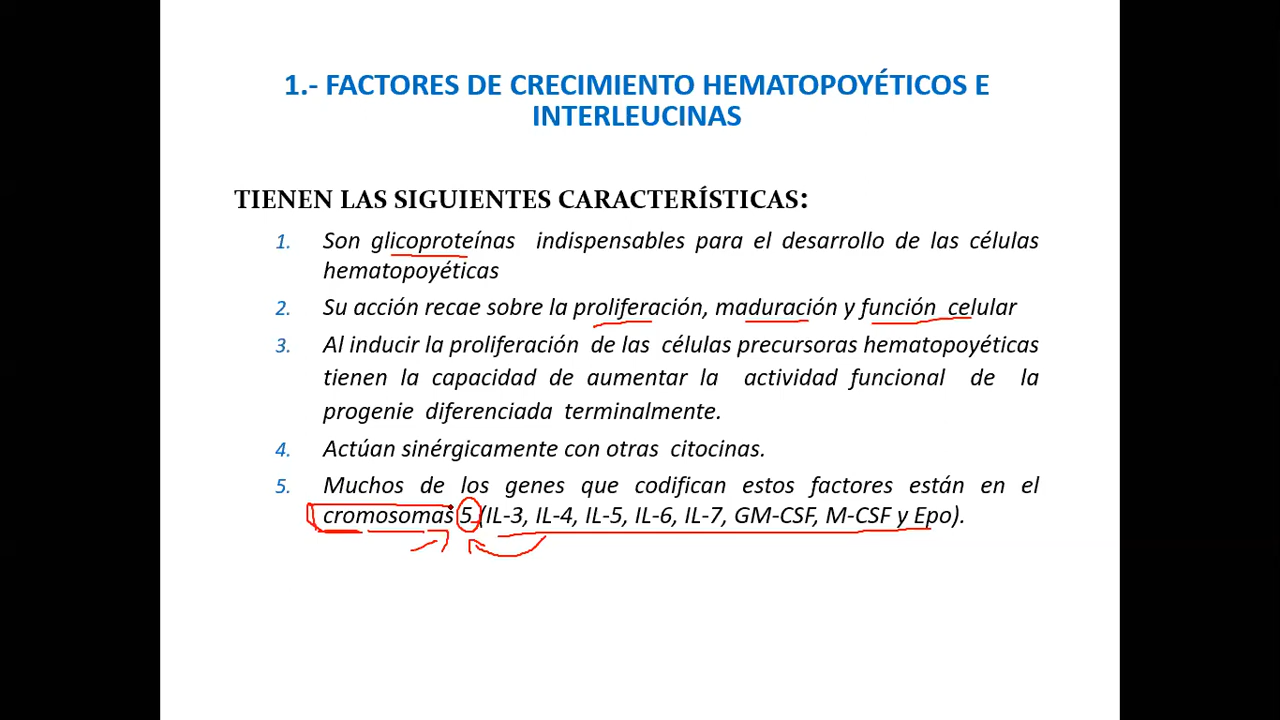 1.- FACTORES DE CRECIMIENTO HEMATOPOYÉTICOS E
INTERLEUCINAS
TIENEN LAS SIGUIENTES CARACTERÍSTICAS:
1. Son glicoproteínas indispensables para el desarrollo de las células
hematopoyéticas
2. Su acción recae sobre la proliferación, maduración y función celular
3. Al inducir la proliferación de las células precursoras hematopoyéticas
tienen la capacidad de aumentar la actividad funcional de la
progenie diferenciada terminalmente.
4. Actúan sinérgicamente con otras citocinas.
5. Muchos de los genes que codifican estos factores están en el
cromosomas 5 (IL-3, IL-4, IL-5, IL-6, IL-7, GM-CSF, M-CSF y Epo).